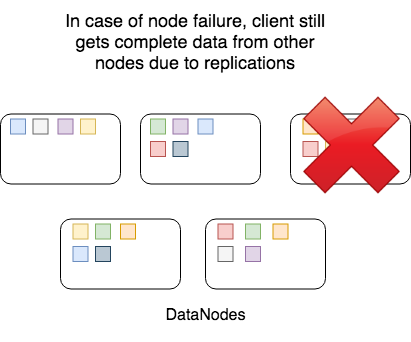 In case of node failure, client still
gets complete data from other
nodes due to replications
DataNodes